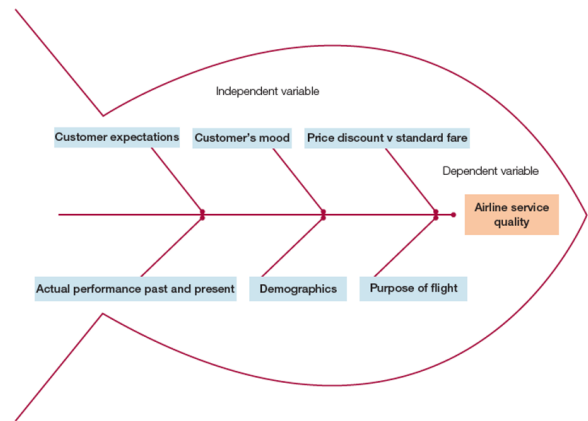 Independent variable
Customer expectations
Customer's mood
Price discount v standard fare
Dependent variable
Airline service
quality
Actual performance past and present
Demographics
Purpose of flight